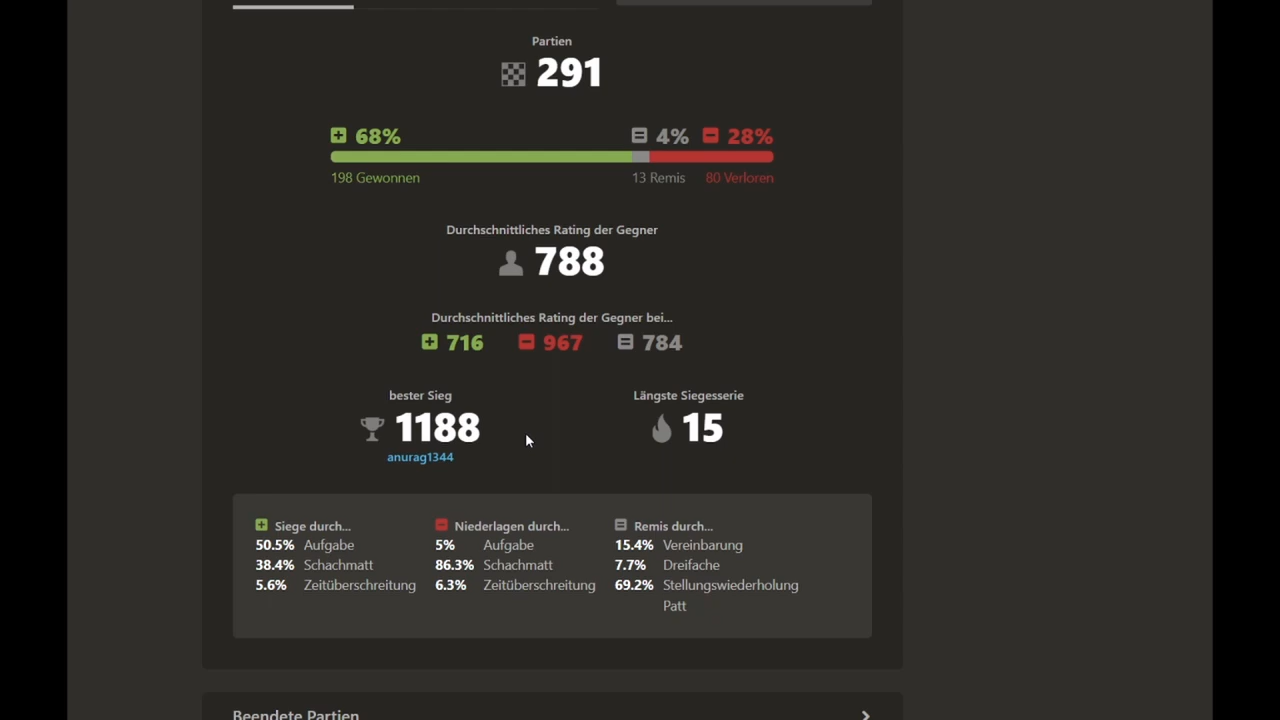 Partien
291
68% 4% 28%
198 Gewonnen 13 Remis 80 Verloren
Durchschnittliches Rating der Gegner
788
Durchschnittliches Rating der Gegner bei...
716 967 784
bester Sieg Längste Siegesserie
1188 15
anurag1344
Siege durch... Niederlagen durch... Remis durch...
50.5% Aufgabe 5% Aufgabe 15.4% Vereinbarung
38.4% Schachmatt 86.3% Schachmatt 7.7% Dreifache
5.6% Zeitüberschreitung 6.3% Zeitüberschreitung 69.2% Stellungswiederholung
Patt
Beendete Partien